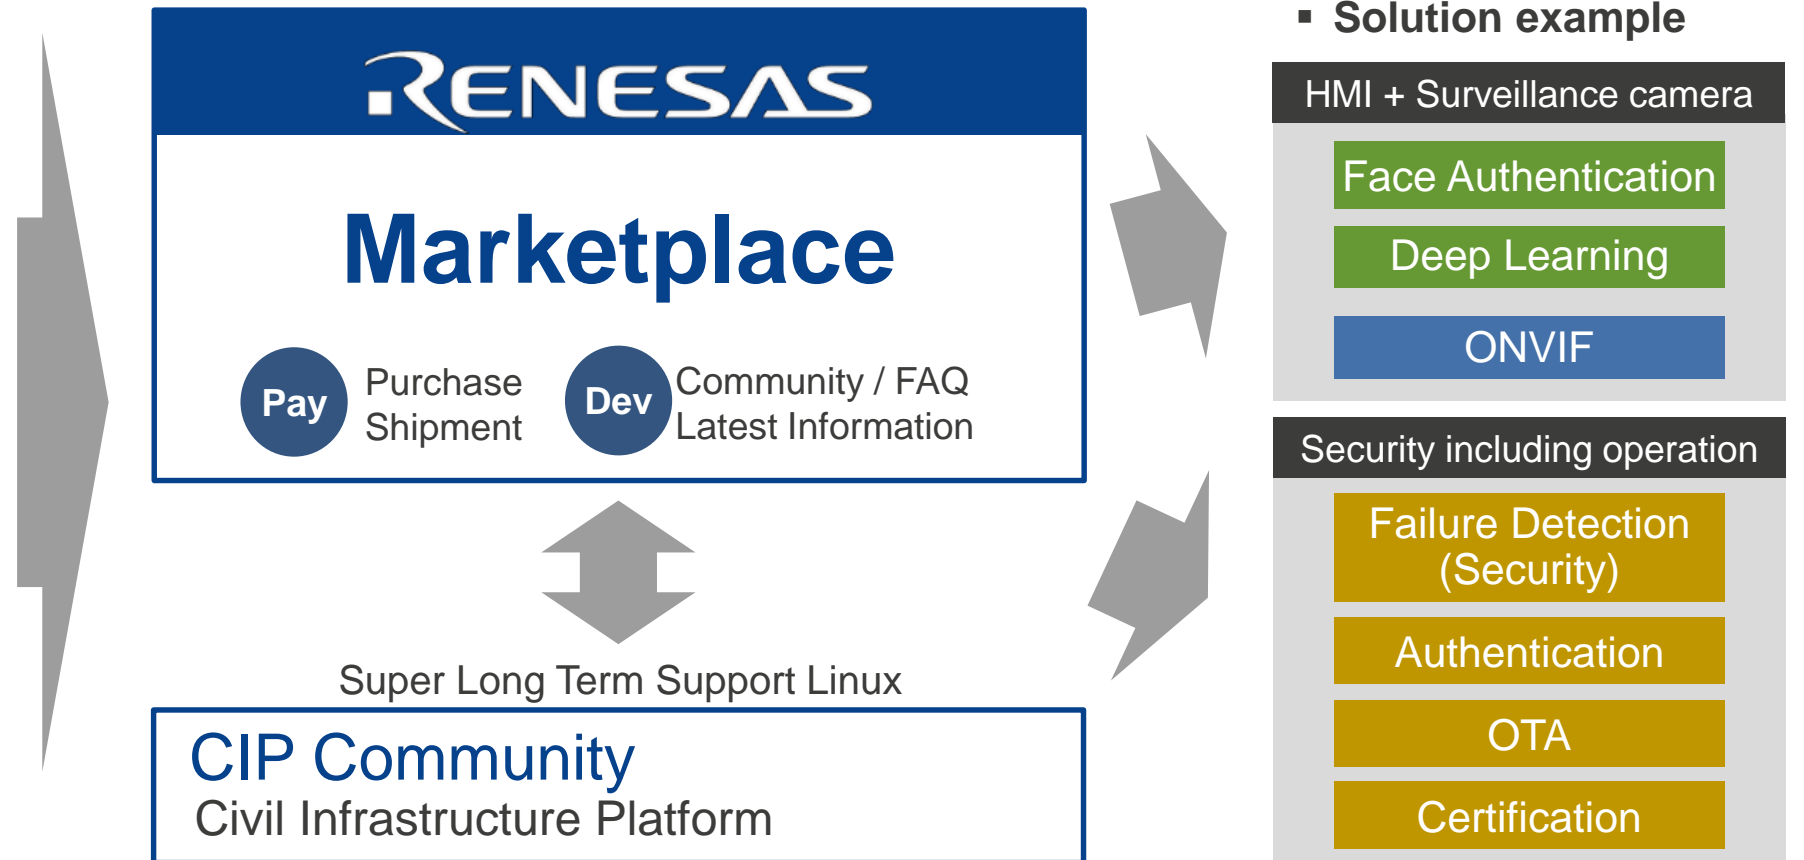 RENESAS
Marketplace
Pay
Purchase
Shipment
Dev
Community / FAQ
Latest Information
Super Long Term Support Linux
CIP Community
Civil Infrastructure Platform
▪ Solution example
HMI + Surveillance camera
Face Authentication
Deep Learning
ONVIF
Security including operation
Failure Detection
(Security)
Authentication
OTA
Certification